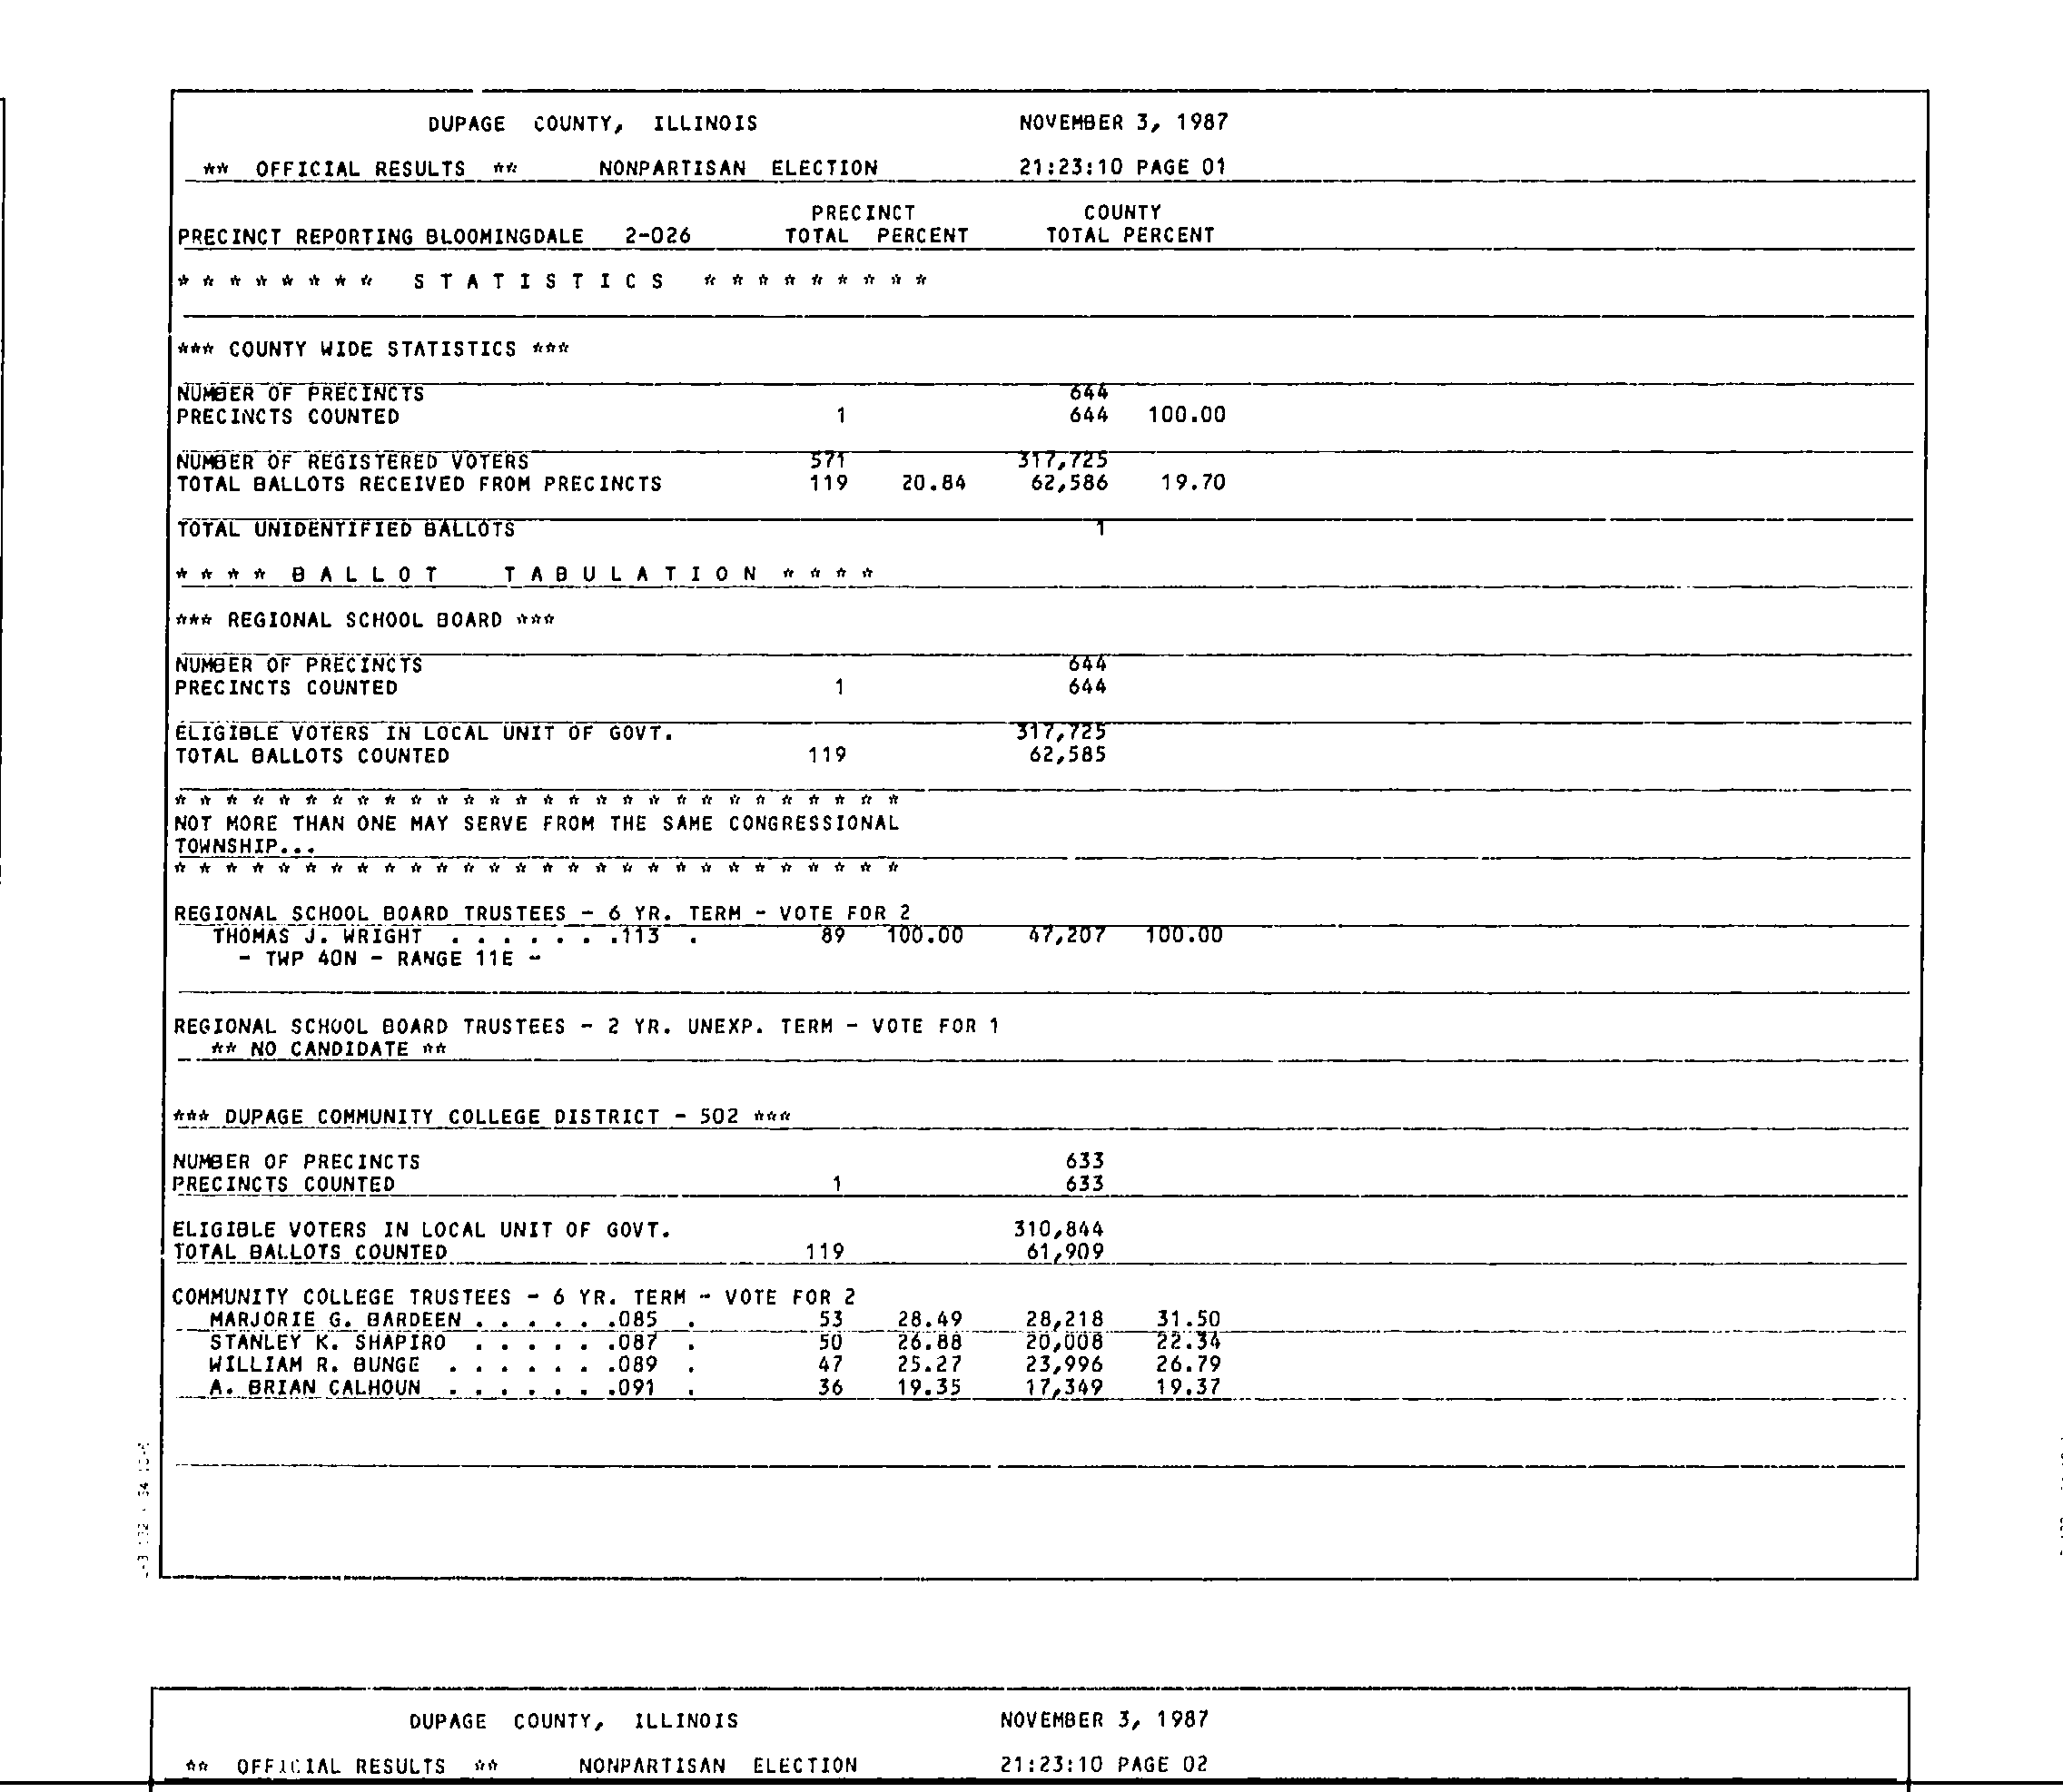 DUPAGE COUNTY, ILLINOIS NOVEMBER 3, 1987
** OFFICIAL RESULTS ** NONPARTISAN ELECTION 21:23:10 PAGE 01
PRECINCT COUNTY
PRECINCT REPORTING BLOOMINGDALE 2-026 TOTAL PERCENT TOTAL PERCENT
* * * * * * * * S T A T I S T I C S * * * * * * * * *
*** COUNTY WIDE STATISTICS ***
NUMBER OF PRECINCTS 644
PRECINCTS COUNTED 1 644 100.00
NUMBER OF REGISTERED VOTERS 571 317,725
TOTAL BALLOTS RECEIVED FROM PRECINCTS 119 20.84 62,586 19.70
TOTAL UNIDENTIFIED BALLOTS 1
* * * * B A L L O T T A B U L A T I O N * * * *
*** REGIONAL SCHOOL BOARD ***
NUMBER OF PRECINCTS 644
PRECINCTS COUNTED 1 644
ELIGIBLE VOTERS IN LOCAL UNIT OF GOVT. 317,725
TOTAL BALLOTS COUNTED 119 62,585
* * * * * * * * * * * * * * * * * * * * * * * * * * * *
NOT MORE THAN ONE MAY SERVE FROM THE SAME CONGRESSIONAL
TOWNSHIP...
* * * * * * * * * * * * * * * * * * * * * * * * * * * *
REGIONAL SCHOOL BOARD TRUSTEES - 6 YR. TERM - VOTE FOR 2
THOMAS J. WRIGHT . . . . . . .113 . 89 100.00 47,207 100.00
- TWP 40N - RANGE 11E -
REGIONAL SCHOOL BOARD TRUSTEES - 2 YR. UNEXP. TERM - VOTE FOR 1
** NO CANDIDATE **
*** DUPAGE COMMUNITY COLLEGE DISTRICT - 502 ***
NUMBER OF PRECINCTS 633
PRECINCTS COUNTED 1 633
ELIGIBLE VOTERS IN LOCAL UNIT OF GOVT. 310,844
TOTAL BALLOTS COUNTED 119 61,909
COMMUNITY COLLEGE TRUSTEES - 6 YR. TERM - VOTE FOR 2
MARJORIE G. BARDEEN . . . . . .085 . 53 28.49 28,218 31.50
STANLEY K. SHAPIRO . . . . . .087 . 50 26.88 20,008 22.34
WILLIAM R. BUNGE . . . . . . .089 . 47 25.27 23,996 26.79
A. BRIAN CALHOUN . . . . . . .091 . 36 19.35 17,349 19.37
DUPAGE COUNTY, ILLINOIS NOVEMBER 3, 1987
** OFFICIAL RESULTS ** NONPARTISAN ELECTION 21:23:10 PAGE 02